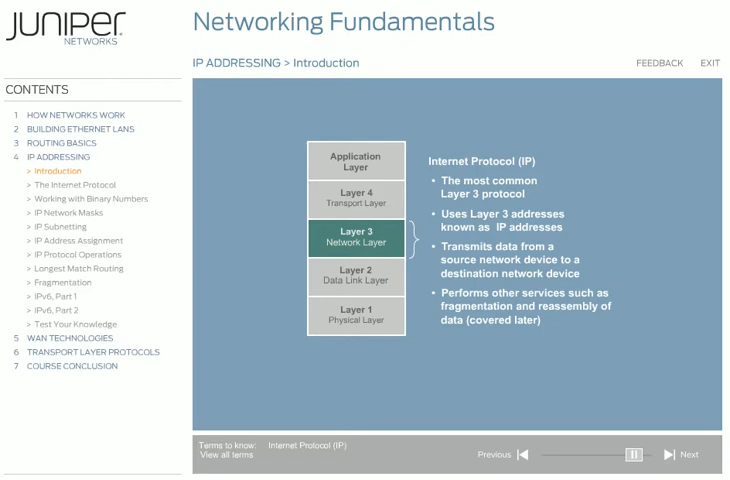 JUNIPER
NETWORKS
Networking Fundamentals
IP ADDRESSING > Introduction
FEEDBACK EXIT
CONTENTS
1 HOW NETWORKS WORK
2 BUILDING ETHERNET LANS
3 ROUTING BASICS
4 IP ADDRESSING
> Introduction
> The Internet Protocol
> Working with Binary Numbers
> IP Network Masks
> IP Subnetting
> IP Address Assignment
> IP Protocol Operations
> Longest Match Routing
> Fragmentation
> IPv6, Part 1
> IPv6, Part 2
> Test Your Knowledge
5 WAN TECHNOLOGIES
6 TRANSPORT LAYER PROTOCOLS
7 COURSE CONCLUSION
Application
Layer
Layer 4
Transport Layer
Layer 3
Network Layer
Layer 2
Data Link Layer
Layer 1
Physical Layer
Internet Protocol (IP)
• The most common
Layer 3 protocol
• Uses Layer 3 addresses
known as IP addresses
• Transmits data from a
source network device to a
destination network device
• Performs other services such as
fragmentation and reassembly of
data (covered later)
Terms to know: Internet Protocol (IP)
View all terms
Previous Next